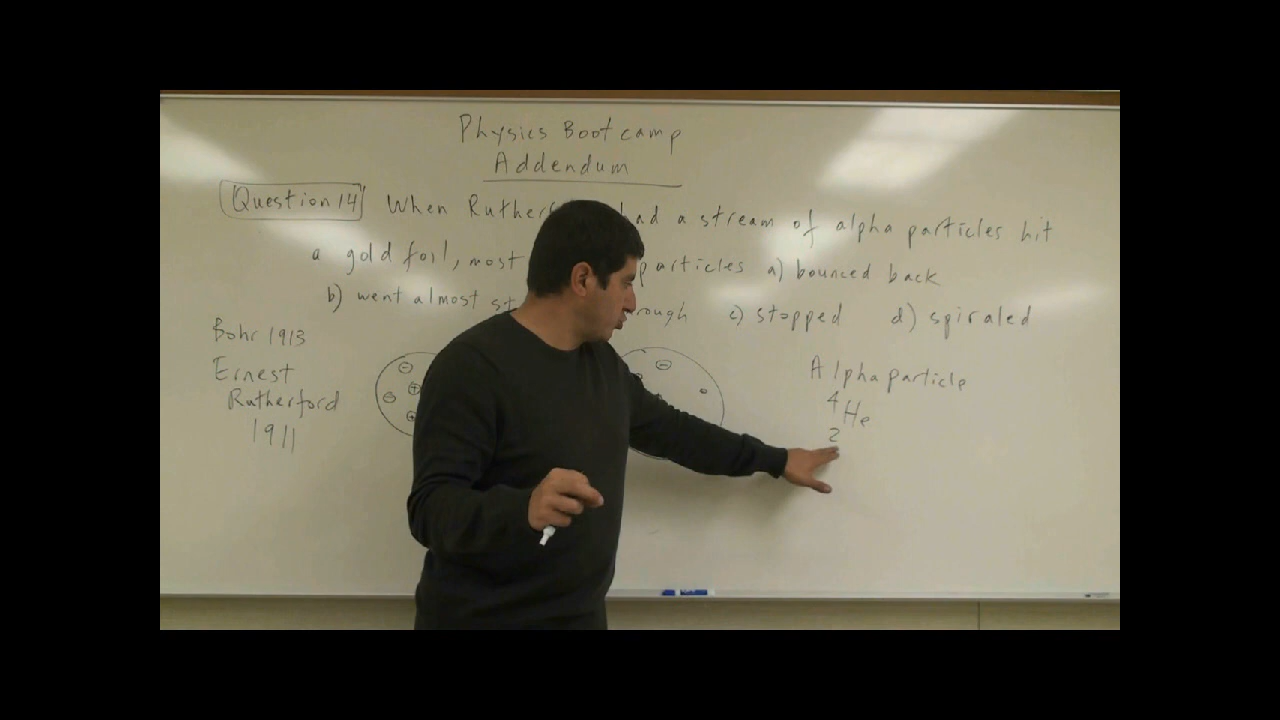 Physics Bootcamp
Addendum
Question 14 When Ruther had a stream of alpha particles hit
a gold foil, most particles a) bounced back
b) went almost st rough c) stopped d) spiraled
Bohr 1913
Ernest
Rutherford
1911
Alpha particle
4
He
2